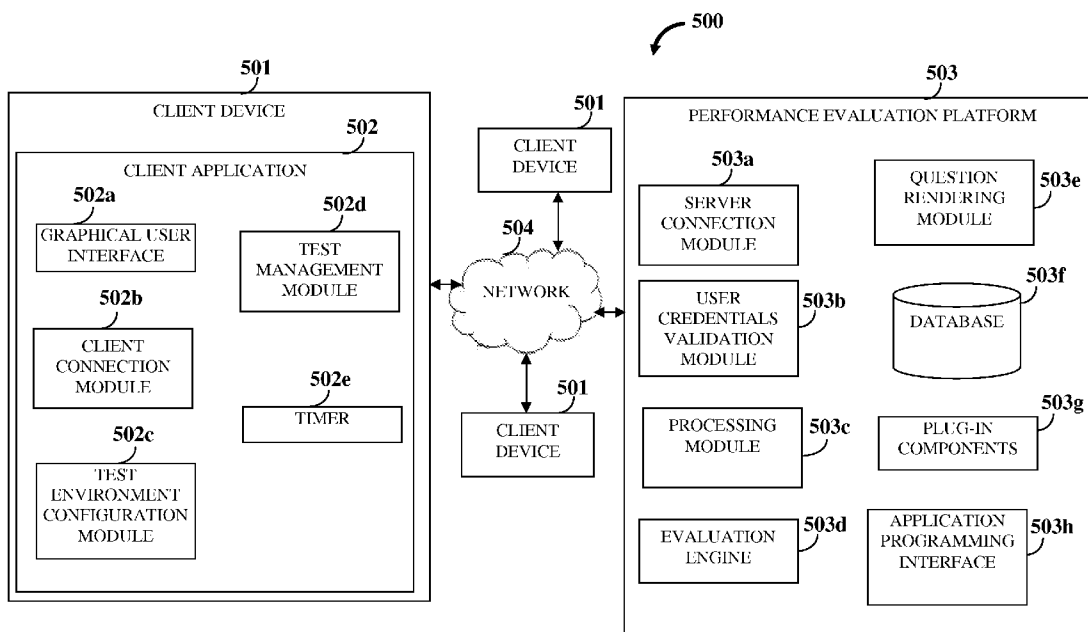 500
501
CLIENT DEVICE
502
CLIENT APPLICATION
502a
GRAPHICAL USER
INTERFACE
502b
CLIENT
CONNECTION
MODULE
502c
TEST
ENVIRONMENT
CONFIGURATION
MODULE
502d
TEST
MANAGEMENT
MODULE
502e
TIMER
501
CLIENT
DEVICE
504
NETWORK
501
CLIENT
DEVICE
503
PERFORMANCE EVALUATION PLATFORM
503a
SERVER
CONNECTION
MODULE
USER
CREDENTIALS
VALIDATION
MODULE
503b
PROCESSING
MODULE
503c
EVALUATION
ENGINE
503d
QUESTION
RENDERING
MODULE
503e
503f
DATABASE
503g
PLUG-IN
COMPONENTS
APPLICATION
PROGRAMMING
INTERFACE
503h